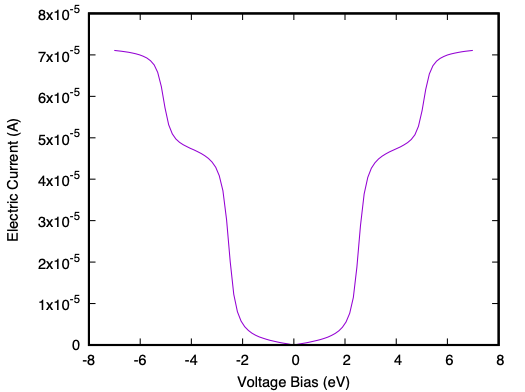 8x10-5
7x10-5
6x10-5
5x10-5
4x10-5
3x10-5
2x10-5
1x10-5
0
-8 -6 -4 -2 0 2 4 6 8
Electric Current (A)
Voltage Bias (eV)